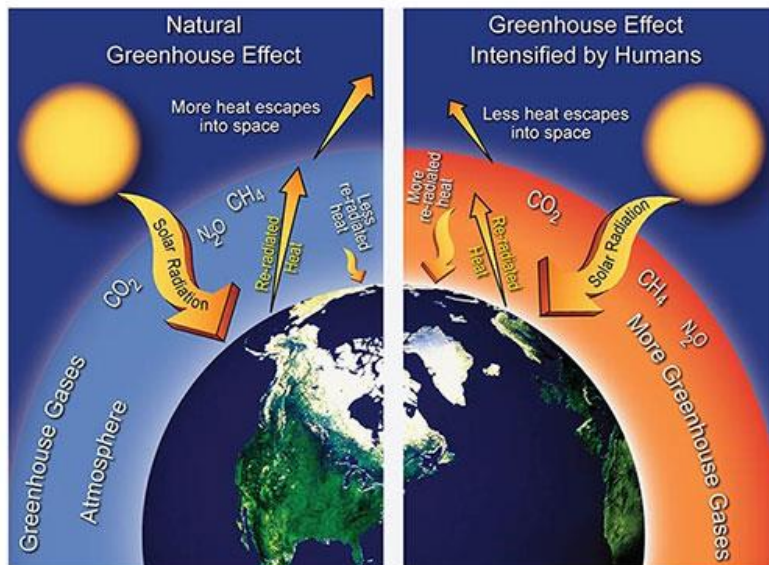 Natural
Greenhouse Effect
More heat escapes
into space
Solar Radiation
CO₂
N₂O
CH₄
Re-radiated
Heat
Less
re-radiated
heat
Greenhouse Gases
Atmosphere
Greenhouse Effect
Intensified by Humans
Less heat escapes
into space
More
re-radiated
heat
Re-radiated
Heat
CO₂
Solar Radiation
CH₄
N₂O
More Greenhouse Gases